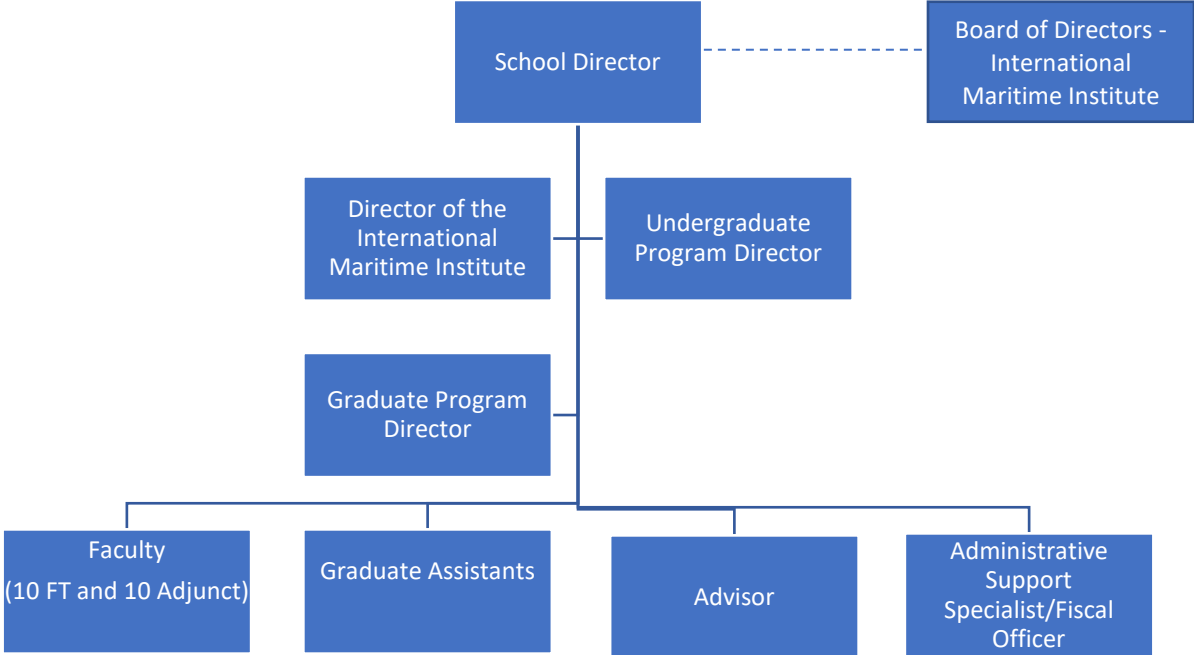 School Director
Board of Directors -
International
Maritime Institute
Director of the
International
Maritime Institute
Undergraduate
Program Director
Graduate Program
Director
Faculty
(10 FT and 10 Adjunct)
Graduate Assistants
Advisor
Administrative
Support
Specialist/Fiscal
Officer